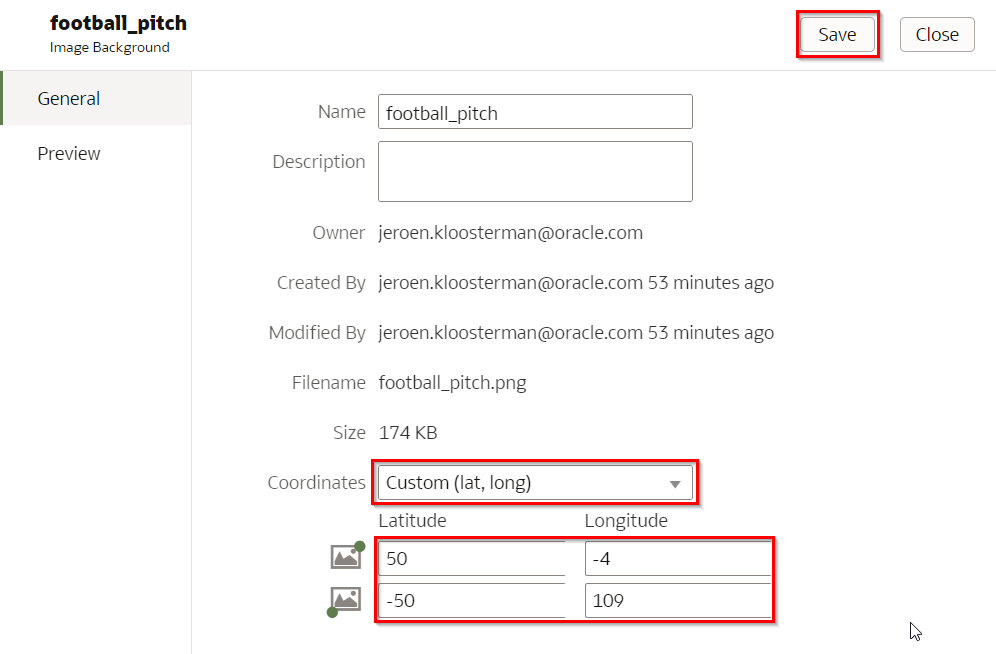 football_pitch
Image Background
Save
Close
General
Preview
Name football_pitch
Description
Owner jeroen.kloosterman@oracle.com
Created By jeroen.kloosterman@oracle.com 53 minutes ago
Modified By jeroen.kloosterman@oracle.com 53 minutes ago
Filename football_pitch.png
Size 174 KB
Coordinates Custom (lat, long)
Latitude Longitude
50 -4
-50 109